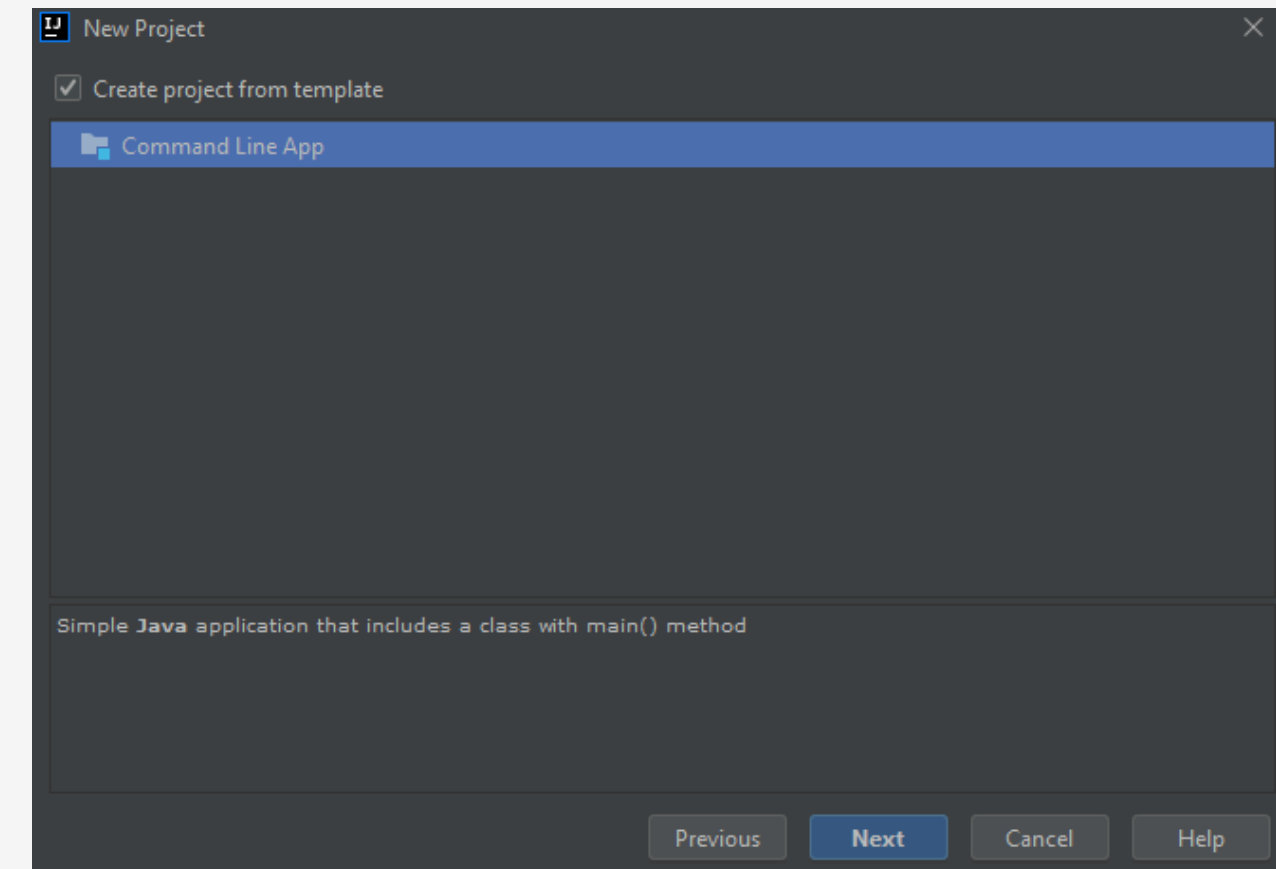 IJ New Project
Create project from template
Command Line App
Simple Java application that includes a class with main() method
Previous Next Cancel Help